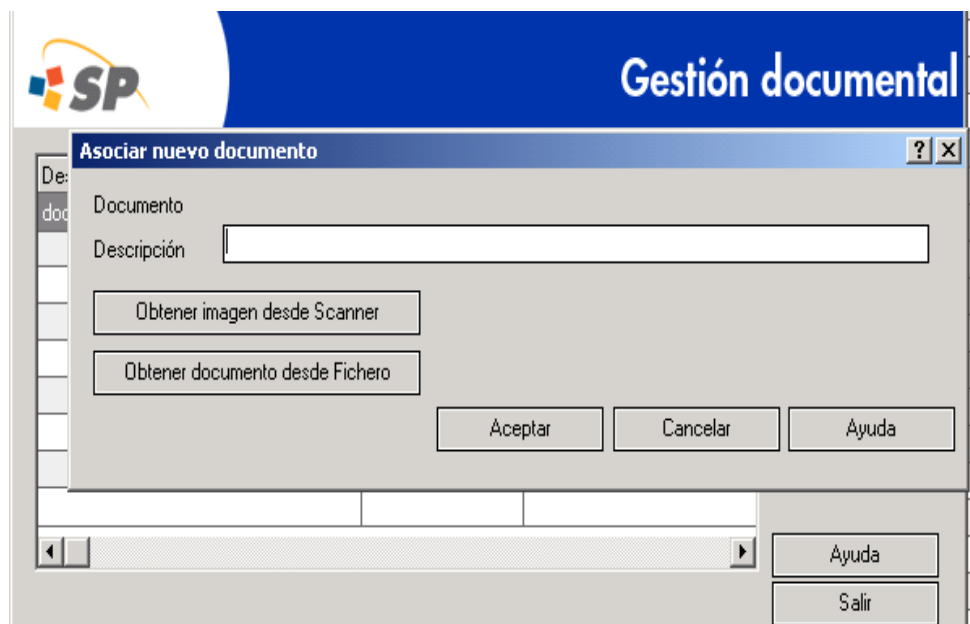 SP
Gestión documental
Asociar nuevo documento
Documento
Descripción
Obtener imagen desde Scanner
Obtener documento desde Fichero
Aceptar
Cancelar
Ayuda
Ayuda
Salir